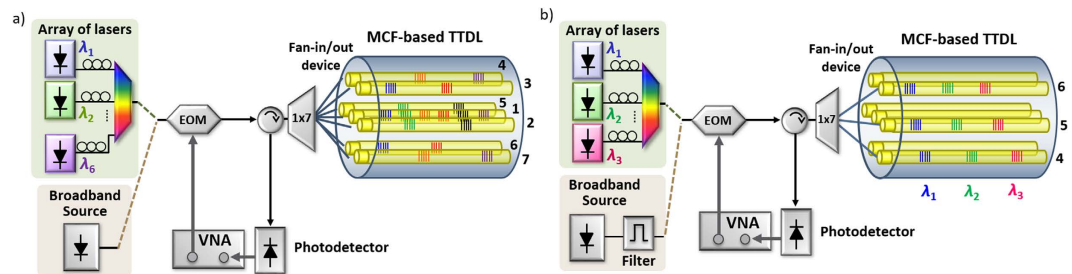 a)
Array of lasers
λ1
λ2
λ6
Broadband
Source
EOM
VNA
Photodetector
Fan-in/out
device
1x7
MCF-based TTDL
4
3
5
1
2
6
7
b)
Array of lasers
λ1
λ2
λ3
Broadband
Source
Filter
EOM
VNA
Photodetector
Fan-in/out
device
1x7
MCF-based TTDL
6
5
4
λ1 λ2 λ3